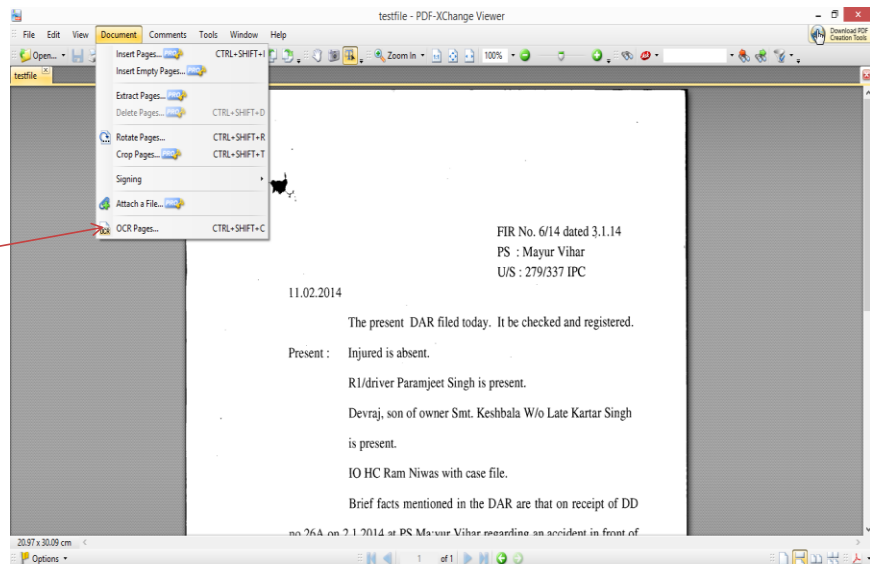 testfile - PDF-XChange Viewer
File Edit View Document Comments Tools Window Help
Download PDF
Creation Tools
Open...
Zoom In
100%
testfile
Insert Pages... PRO CTRL+SHIFT+I
Insert Empty Pages... PRO
Extract Pages... PRO
Delete Pages... PRO CTRL+SHIFT+D
Rotate Pages... CTRL+SHIFT+R
Crop Pages... PRO CTRL+SHIFT+T
Signing
Attach a File... PRO
OCR OCR Pages... CTRL+SHIFT+C
FIR No. 6/14 dated 3.1.14
PS : Mayur Vihar
U/S : 279/337 IPC
11.02.2014
The present DAR filed today. It be checked and registered.
Present : Injured is absent.
R1/driver Paramjeet Singh is present.
Devraj, son of owner Smt. Keshbala W/o Late Kartar Singh
is present.
IO HC Ram Niwas with case file.
Brief facts mentioned in the DAR are that on receipt of DD
no 26A on 2.1.2014 at PS Mayur Vihar regarding an accident in front of
20.97 x 30.09 cm
Options
1 of 1